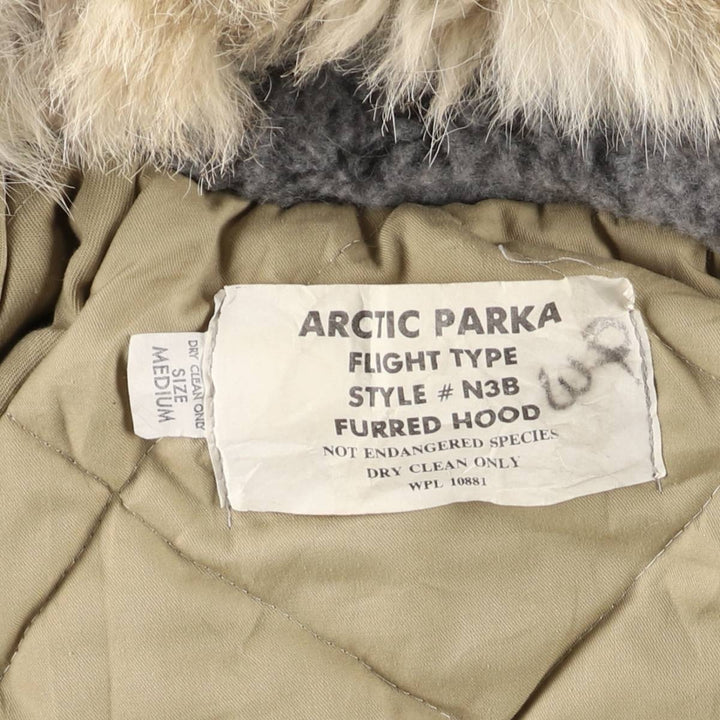 ARCTIC PARKA
FLIGHT TYPE
STYLE # N3B
FURRED HOOD
NOT ENDANGERED SPECIES
DRY CLEAN ONLY
WPL 10881
DRY CLEAN ONLY
SIZE
MEDIUM